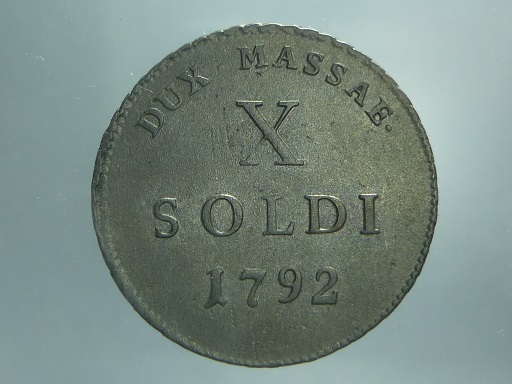 DUX MASSAE.
X
SOLDI
1792